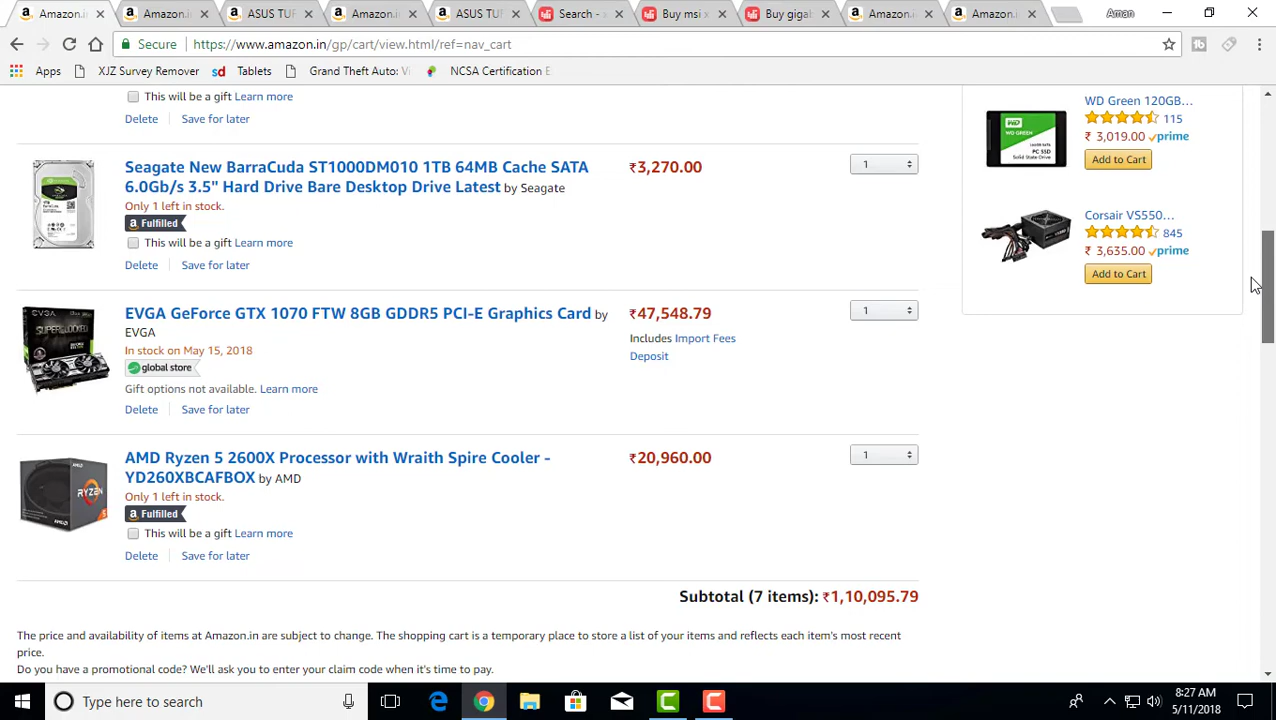 Amazon.in
Amazon.in
ASUS TUF
Amazon.in
ASUS TUF
Search - x
Buy msi x
Buy gigab
Amazon.in
Amazon.in
Aman
Secure
https://www.amazon.in/gp/cart/view.html/ref=nav_cart
Apps
XJZ Survey Remover
sd
Tablets
Grand Theft Auto: Vi
NCSA Certification E
This will be a gift Learn more
Delete
Save for later
WD Green 120GB...
115
₹ 3,019.00 prime
Add to Cart
Seagate New BarraCuda ST1000DM010 1TB 64MB Cache SATA
6.0Gb/s 3.5" Hard Drive Bare Desktop Drive Latest by Seagate
₹3,270.00
1
Only 1 left in stock.
Fulfilled
This will be a gift Learn more
Delete
Save for later
Corsair VS550...
845
₹ 3,635.00 prime
Add to Cart
EVGA GeForce GTX 1070 FTW 8GB GDDR5 PCI-E Graphics Card by
EVGA
₹47,548.79
1
Includes Import Fees
Deposit
In stock on May 15, 2018
global store
Gift options not available. Learn more
Delete
Save for later
AMD Ryzen 5 2600X Processor with Wraith Spire Cooler -
YD260XBCAFBOX by AMD
₹20,960.00
1
Only 1 left in stock.
Fulfilled
This will be a gift Learn more
Delete
Save for later
Subtotal (7 items): ₹1,10,095.79
The price and availability of items at Amazon.in are subject to change. The shopping cart is a temporary place to store a list of your items and reflects each item's most recent
price.
Do you have a promotional code? We'll ask you to enter your claim code when it's time to pay.
Type here to search
8:27 AM
5/11/2018